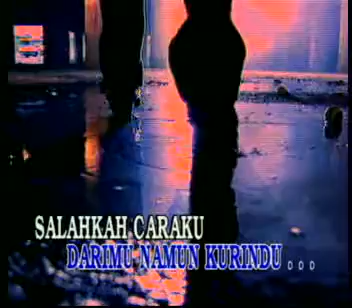 SALAHKAH CARAKU
DARIMU NAMUN KURINDU . . .